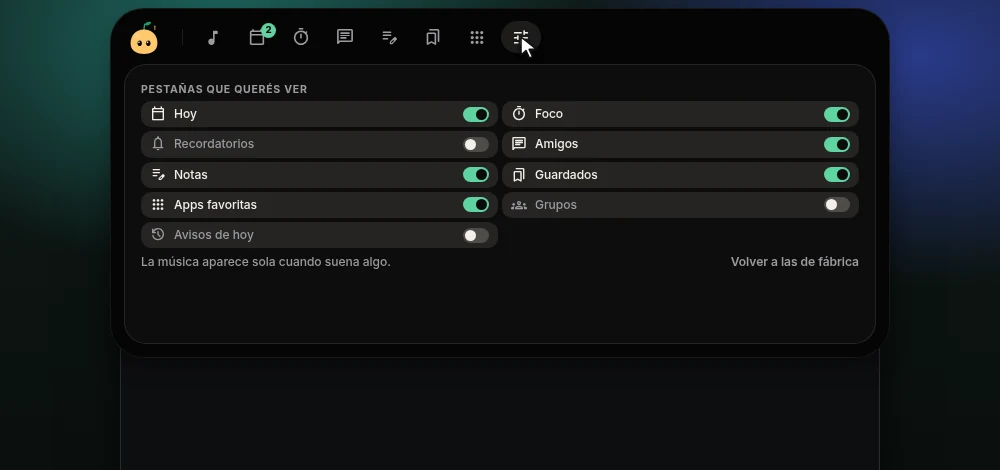 2
PESTAÑAS QUE QUERÉS VER
Hoy
Foco
Recordatorios
Amigos
Notas
Guardados
Apps favoritas
Grupos
Avisos de hoy
La música aparece sola cuando suena algo.
Volver a las de fábrica